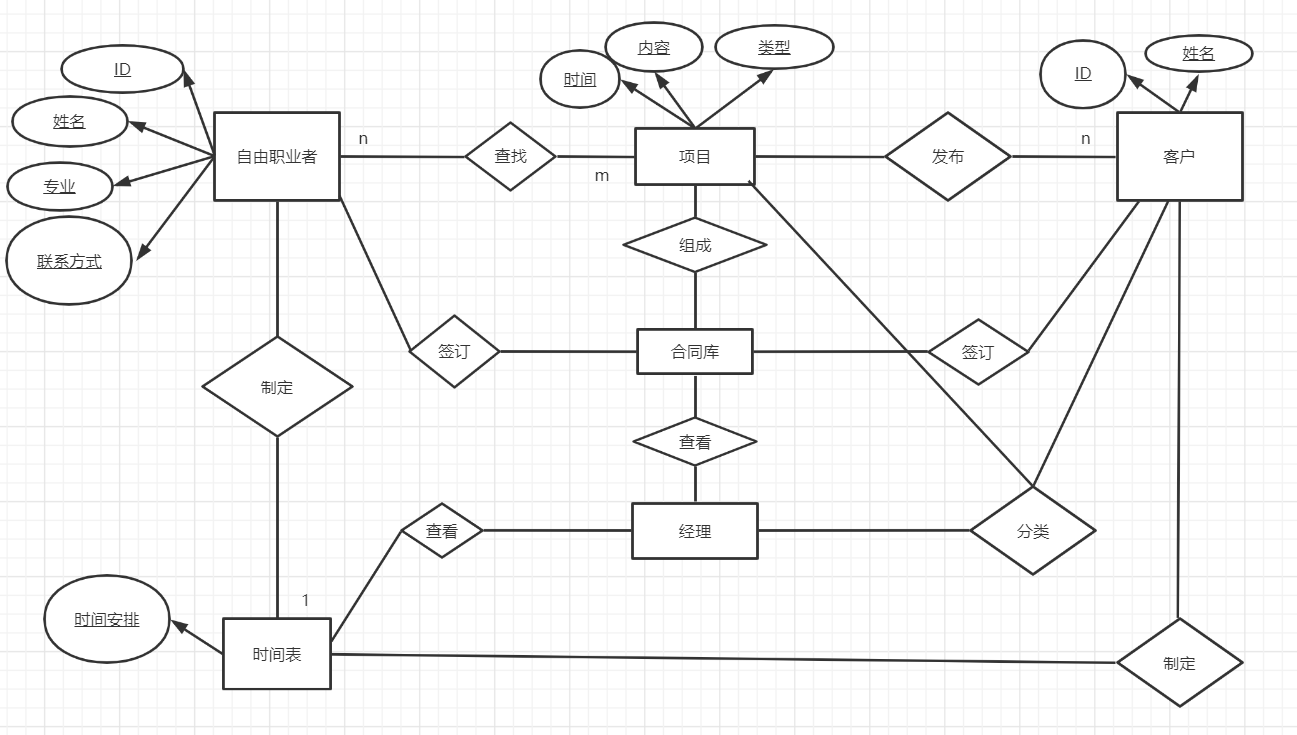 内容
类型
姓名
ID
时间
ID
姓名
n
n
自由职业者
查找
项目
发布
客户
m
专业
联系方式
组成
签订
合同库
签订
制定
查看
查看
经理
分类
1
时间安排
时间表
制定